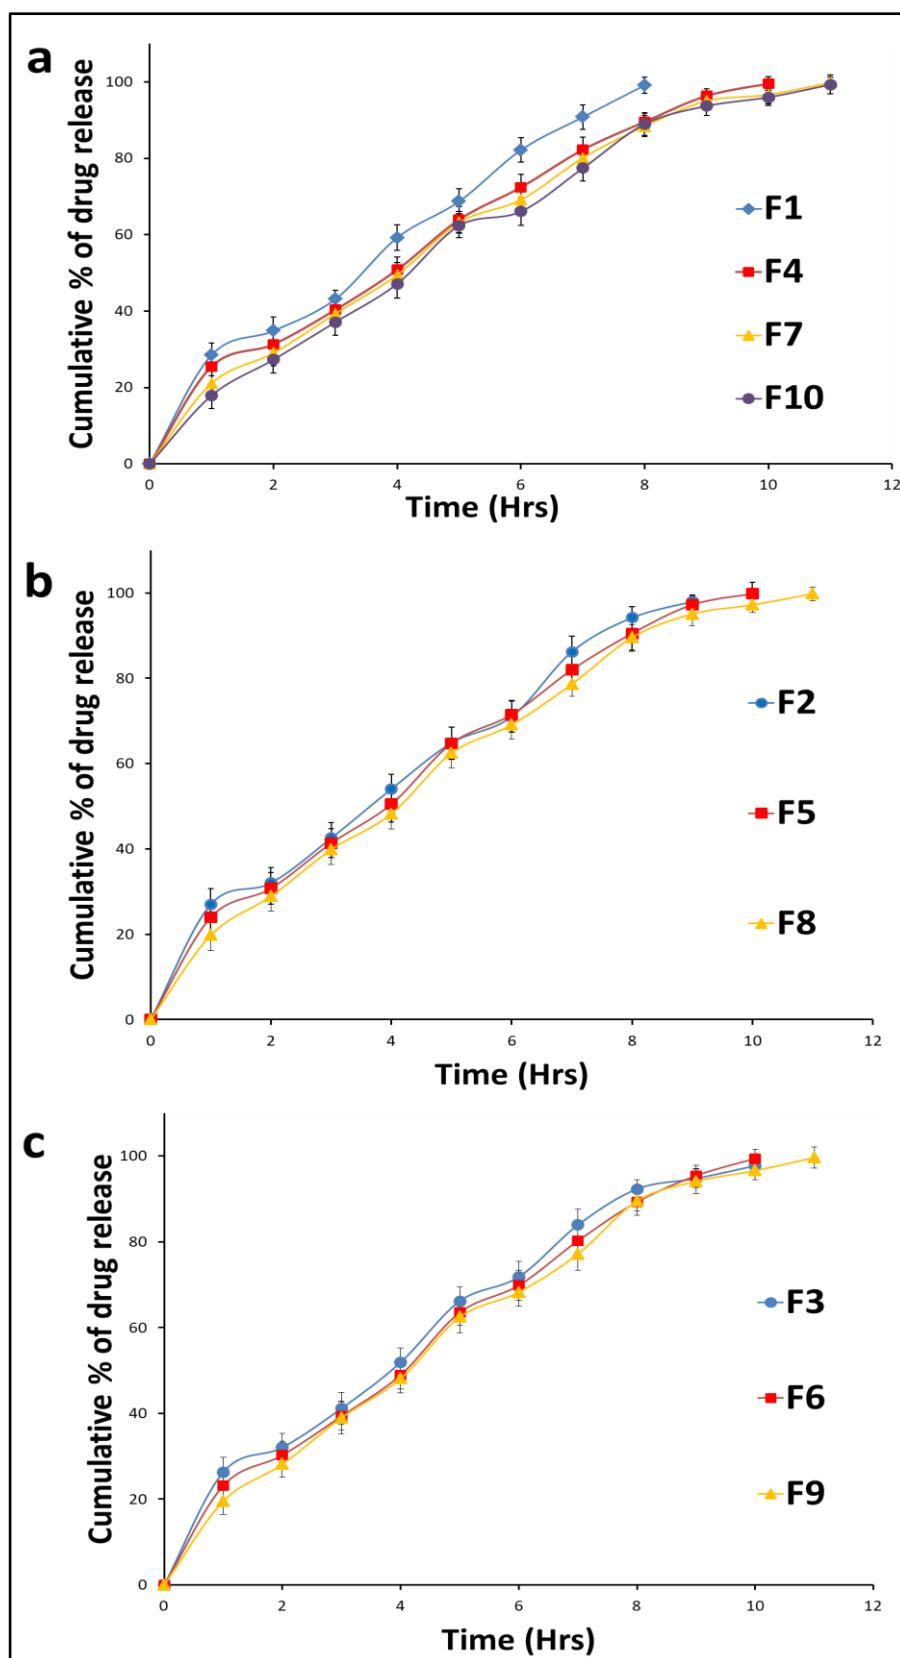 a
Cumulative % of drug release
100
80
60
40
20
0
0 2 4 6 8 10 12
Time (Hrs)
F1
F4
F7
F10
b
Cumulative % of drug release
100
80
60
40
20
0
0 2 4 6 8 10 12
Time (Hrs)
F2
F5
F8
c
Cumulative % of drug release
100
80
60
40
20
0
0 2 4 6 8 10 12
Time (Hrs)
F3
F6
F9